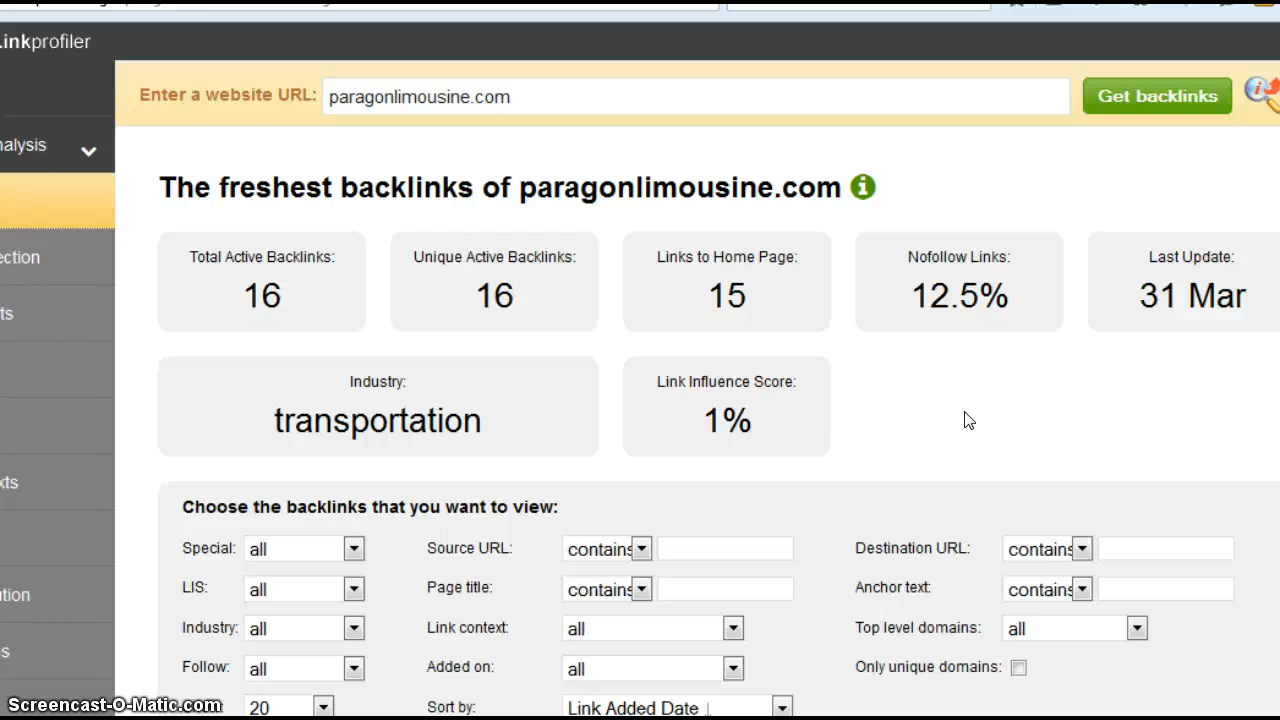 .inkprofiler
Enter a website URL: paragonlimousine.com Get backlinks
nalysis
The freshest backlinks of paragonlimousine.com
Total Active Backlinks: Unique Active Backlinks: Links to Home Page: Nofollow Links: Last Update:
ection
16 16 15 12.5% 31 Mar
ts
Industry: Link Influence Score:
transportation 1%
xts
Choose the backlinks that you want to view:
Special: all Source URL: contains Destination URL: contains
LIS: all Page title: contains Anchor text: contains
ution
Industry: all Link context: all Top level domains: all
s
Follow: all Added on: all Only unique domains:
20 Sort by: Link Added Date
Screencast-O-Matic.com